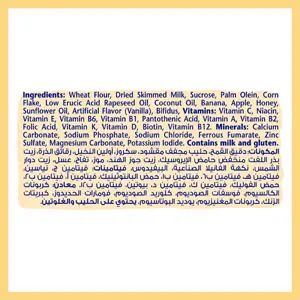 Ingredients: Wheat Flour, Dried Skimmed Milk, Sucrose, Palm Olein, Corn
Flake, Low Erucic Acid Rapeseed Oil, Coconut Oil, Banana, Apple, Honey,
Sunflower Oil, Artificial Flavor (Vanilla), Bifidus, Vitamins: Vitamin C, Niacin,
Vitamin E, Vitamin B6, Vitamin B1, Pantothenic Acid, Vitamin A, Vitamin B2,
Folic Acid, Vitamin K, Vitamin D, Biotin, Vitamin B12. Minerals: Calcium
Carbonate, Sodium Phosphate, Sodium Chloride, Ferrous Fumarate, Zinc
Sulfate, Magnesium Carbonate, Potassium Iodide. Contains milk and gluten.
المكونات: دقيق القمح، حليب مجفف مقشود، سكروز، أولين النخيل، رقائق الذرة، زيت
بذر اللفت منخفض حامض الإيروسيك، زيت جوز الهند، موز، تفاح، عسل، زيت دوار
الشمس، نكهة الفانيلا الصناعية، البيفيدوس، فيتامينات: فيتامين ج، نياسين،
فيتامين هـ، فيتامين ب٦، فيتامين ب١، حمض البانتوثينيك، فيتامين أ، فيتامين ب٢،
حمض الفوليك، فيتامين ك، فيتامين د، بيوتين، فيتامين ب١٢. معادن: كربونات
الكالسيوم، فوسفات الصوديوم، كلوريد الصوديوم، فومارات الحديدوز، كبريتات
الزنك، كربونات المغنيزيوم، يوديد البوتاسيوم. يحتوي على الحليب والغلوتين.